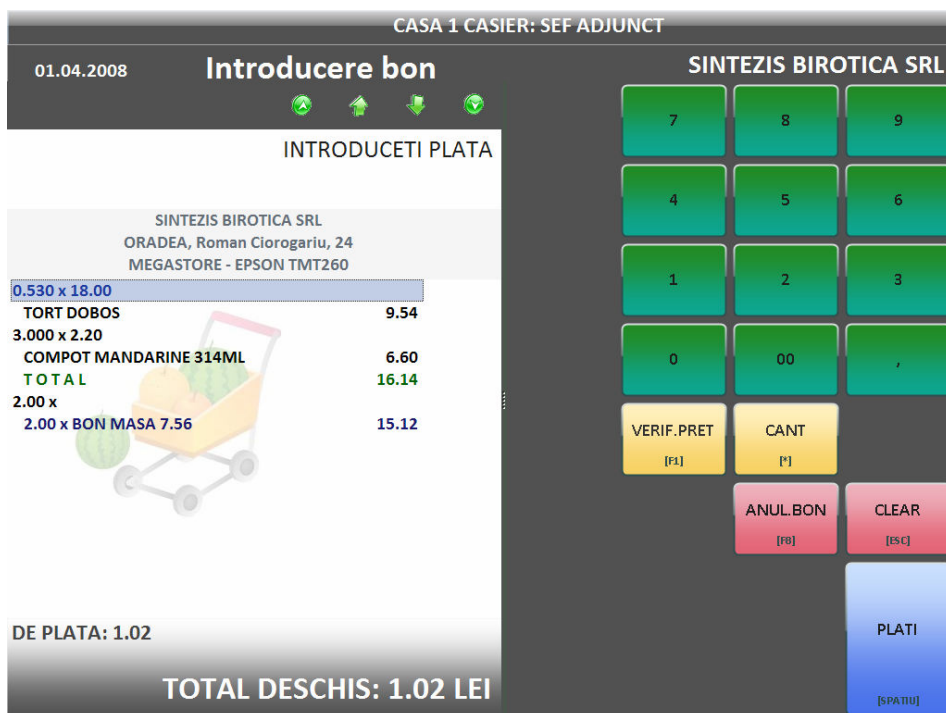 CASA 1 CASIER: SEF ADJUNCT
01.04.2008 Introducere bon
SINTEZIS BIROTICA SRL
INTRODUCETI PLATA
SINTEZIS BIROTICA SRL
ORADEA, Roman Ciorogariu, 24
MEGASTORE - EPSON TMT260
0.530 x 18.00
TORT DOBOS 9.54
3.000 x 2.20
COMPOT MANDARINE 314ML 6.60
T O T A L 16.14
2.00 x
2.00 x BON MASA 7.56 15.12
DE PLATA: 1.02
TOTAL DESCHIS: 1.02 LEI
7 8 9
4 5 6
1 2 3
0 00 ,
VERIF.PRET CANT
[F1] [*]
ANUL.BON CLEAR
[F8] [ESC]
PLATI
[SPATIU]